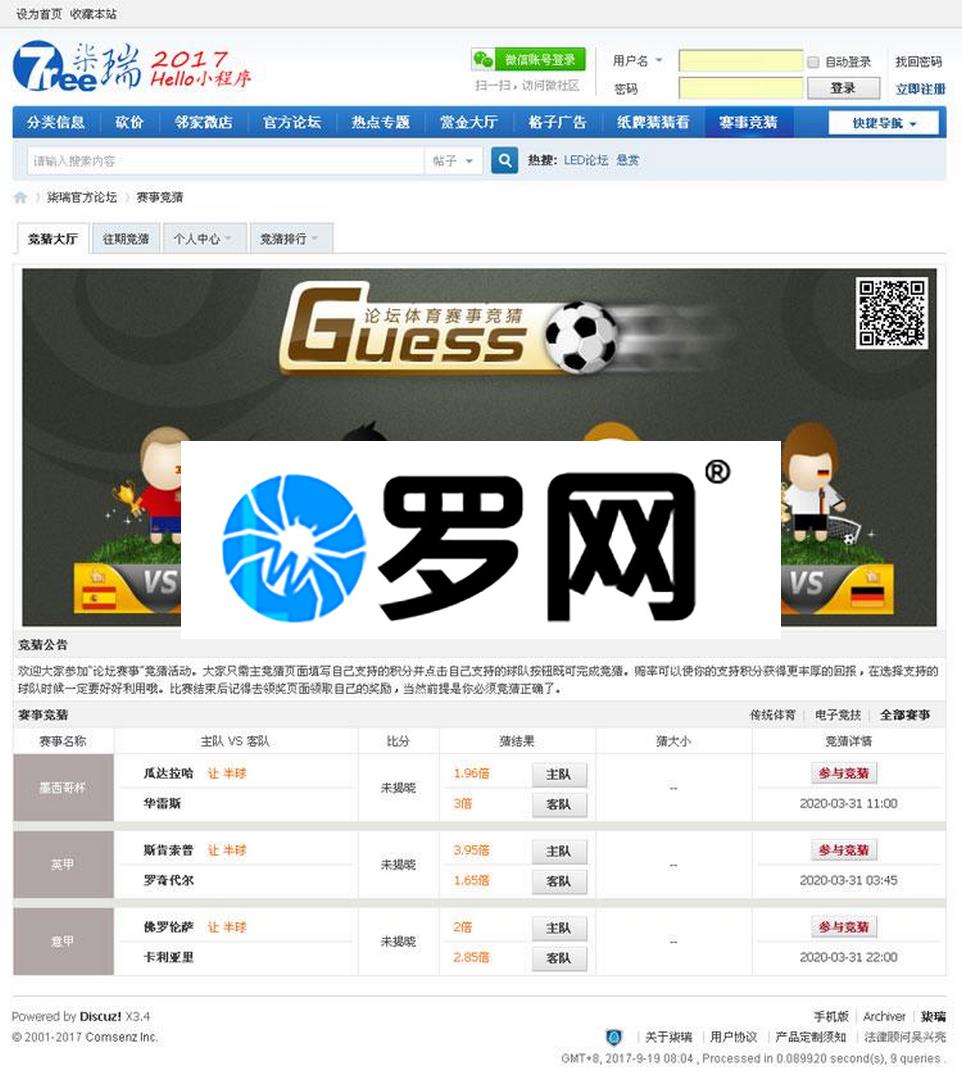 设为首页 收藏本站
7ree 柒瑞 2017 Hello小程序
微信账号登录
扫一扫，访问微社区
用户名 自动登录 找回密码
密码 登录 立即注册
分类信息 砍价 邻家微店 官方论坛 热点专题 赏金大厅 格子广告 纸牌猜猜看 赛事竞猜 快捷导航
请输入搜索内容 帖子 热搜: LED论坛 悬赏
柒瑞官方论坛 赛事竞猜
竞猜大厅 往期竞猜 个人中心 竞猜排行
论坛体育赛事竞猜
Guess
罗网®
VS VS
竞猜公告
欢迎大家参加"论坛赛事"竞猜活动。大家只需主竞猜页面填写自己支持的积分并点击自己支持的球队按钮既可完成竞猜。赔率可以使你的支持积分获得更丰厚的回报，在选择支持的
球队时候一定要好好利用哦。比赛结束后记得去领奖页面领取自己的奖励，当然前提是你必须竞猜正确了。
赛事竞猜 传统体育 电子竞技 全部赛事
赛事名称 主队 VS 客队 比分 猜结果 猜大小 竞猜详情
墨西哥杯 瓜达拉哈 让 半球 未揭晓 1.96倍 主队 -- 参与竞猜
华雷斯 3倍 客队 2020-03-31 11:00
英甲 斯肯索普 让 半球 未揭晓 3.95倍 主队 -- 参与竞猜
罗奇代尔 1.65倍 客队 2020-03-31 03:45
意甲 佛罗伦萨 让 半球 未揭晓 2倍 主队 -- 参与竞猜
卡利亚里 2.85倍 客队 2020-03-31 22:00
Powered by Discuz! X3.4 手机版 Archiver 柒瑞
© 2001-2017 Comsenz Inc. 关于柒瑞 用户协议 产品定制须知 法律顾问吴兴亮
GMT+8, 2017-9-19 08:04 , Processed in 0.089920 second(s), 9 queries .